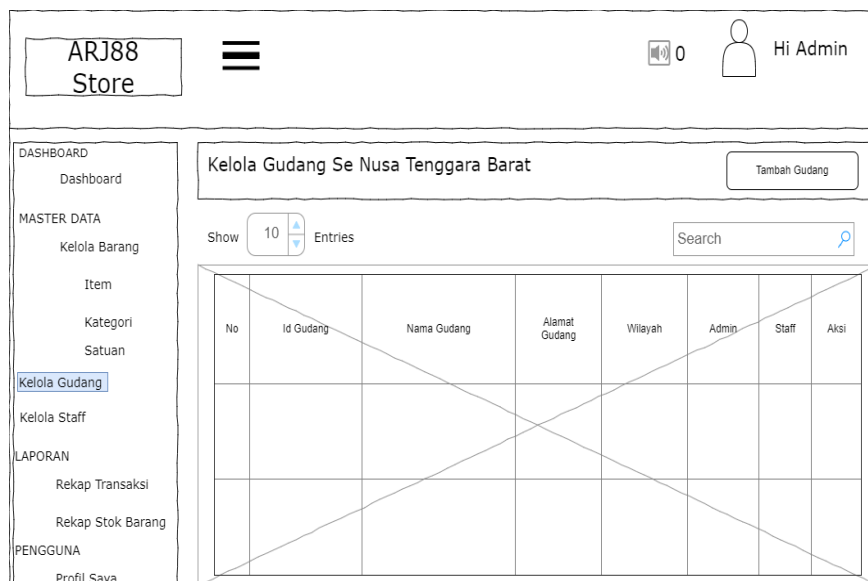 ARJ88
Store
0
Hi Admin
DASHBOARD
Dashboard
MASTER DATA
Kelola Barang
Item
Kategori
Satuan
Kelola Gudang
Kelola Staff
LAPORAN
Rekap Transaksi
Rekap Stok Barang
PENGGUNA
Profil Saya
Kelola Gudang Se Nusa Tenggara Barat
Tambah Gudang
Show 10 Entries
Search
No
Id Gudang
Nama Gudang
Alamat
Gudang
Wilayah
Admin
Staff
Aksi